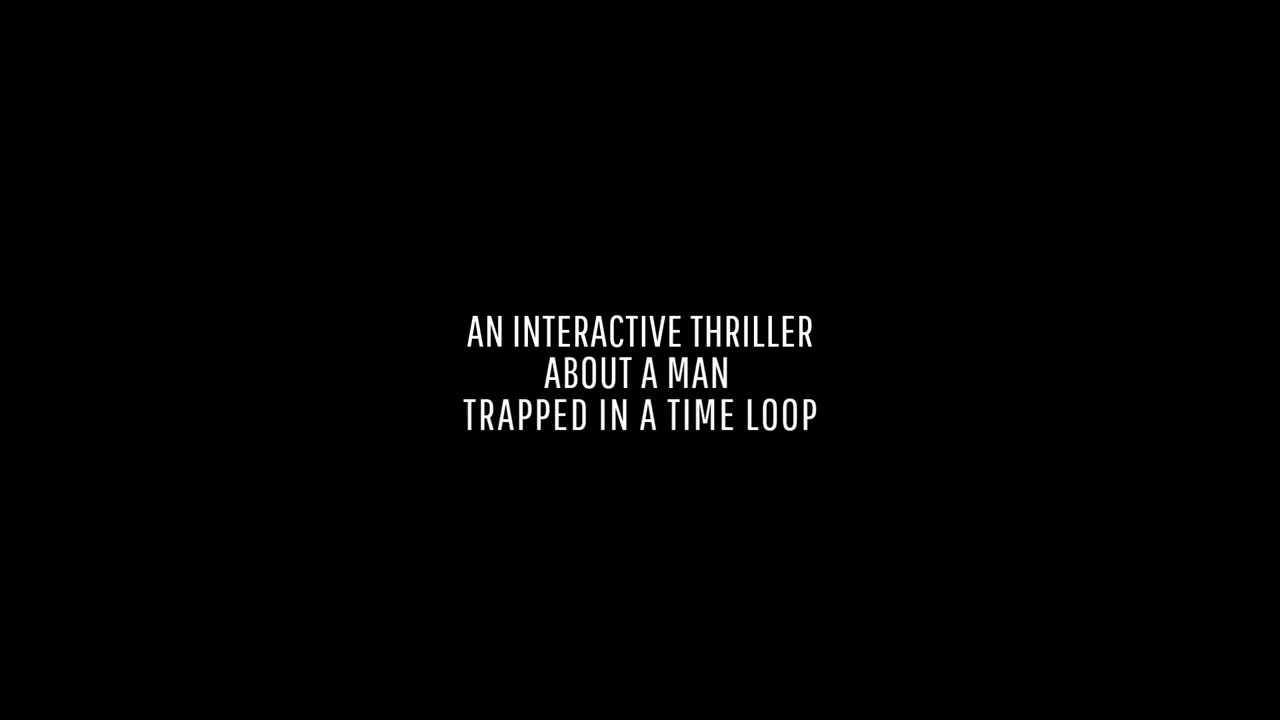 AN INTERACTIVE THRILLER
ABOUT A MAN
TRAPPED IN A TIME LOOP